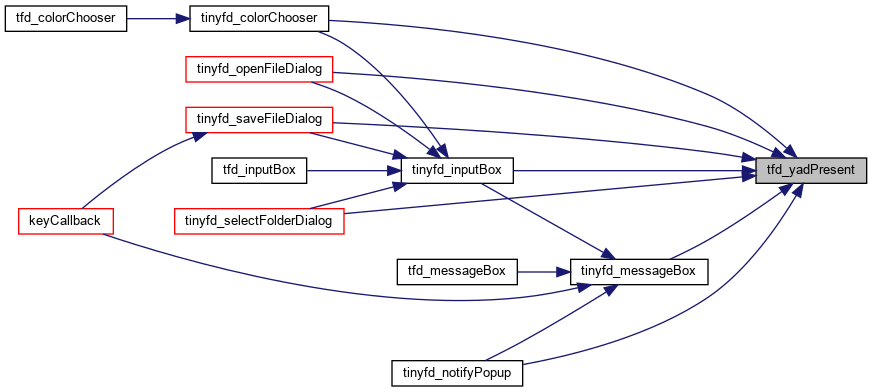 tfd_colorChooser
tinyfd_colorChooser
tinyfd_openFileDialog
tinyfd_saveFileDialog
tfd_inputBox
tinyfd_inputBox
tfd_yadPresent
keyCallback
tinyfd_selectFolderDialog
tfd_messageBox
tinyfd_messageBox
tinyfd_notifyPopup